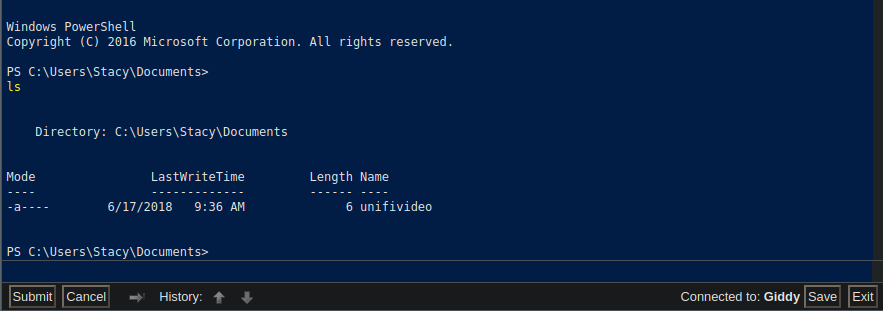 Windows PowerShell
Copyright (C) 2016 Microsoft Corporation. All rights reserved.
PS C:\Users\Stacy\Documents>
ls
Directory: C:\Users\Stacy\Documents
Mode                LastWriteTime         Length Name
----                -------------         ------ ----
-a----        6/17/2018   9:36 AM              6 unifivideo
PS C:\Users\Stacy\Documents>
Submit Cancel History: Connected to: Giddy Save Exit